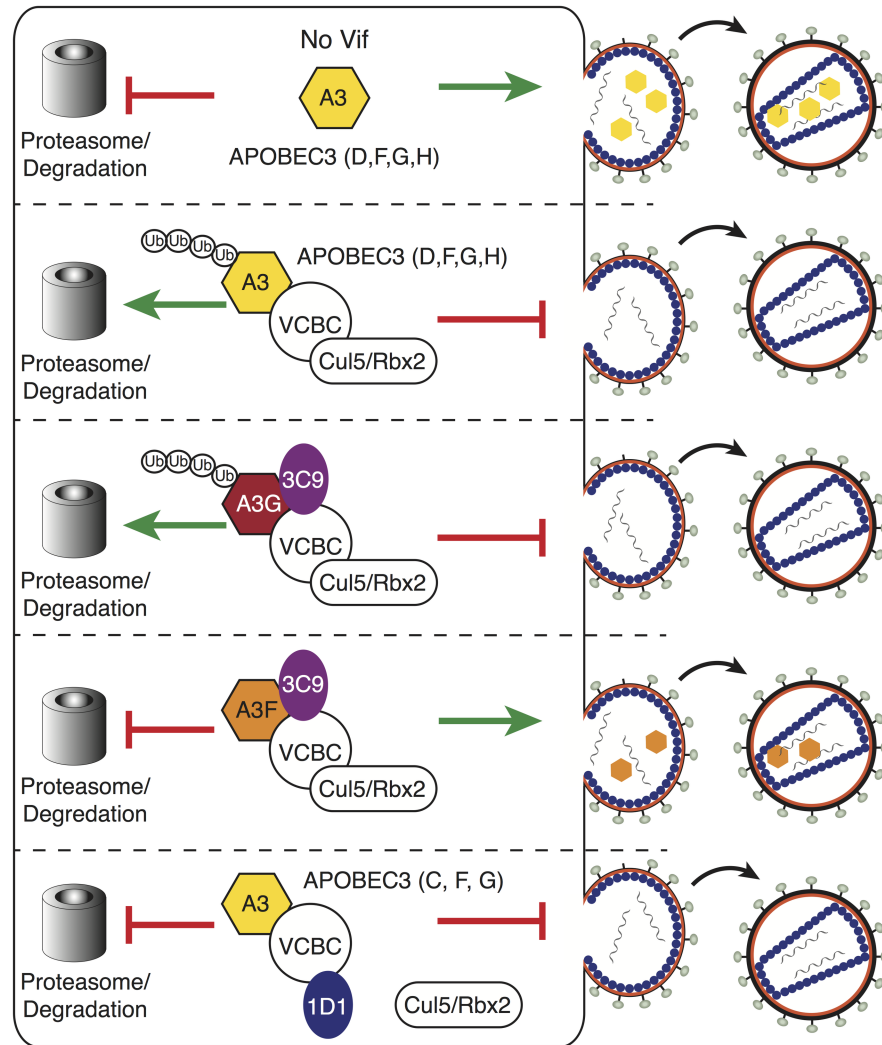 No Vif
A3
Proteasome/
Degradation
APOBEC3 (D,F,G,H)
Ub Ub Ub Ub
A3
APOBEC3 (D,F,G,H)
VCBC
Cul5/Rbx2
Proteasome/
Degradation
Ub Ub Ub Ub
3C9
A3G
VCBC
Cul5/Rbx2
Proteasome/
Degradation
3C9
A3F
VCBC
Cul5/Rbx2
Proteasome/
Degredation
A3
APOBEC3 (C, F, G)
VCBC
Proteasome/
Degradation
1D1
Cul5/Rbx2